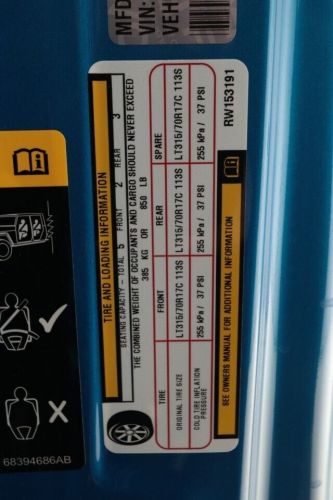 MFD
VIN:
VEH
TIRE AND LOADING INFORMATION
SEATING CAPACITY - TOTAL 5 FRONT 2 REAR 3
THE COMBINED WEIGHT OF OCCUPANTS AND CARGO SHOULD NEVER EXCEED
385 KG OR 850 LB
TIRE FRONT REAR SPARE
ORIGINAL TIRE SIZE LT315/70R17C 113S LT315/70R17C 113S LT315/70R17C 113S
COLD TIRE INFLATION
PRESSURE 255 kPa / 37 PSI 255 kPa / 37 PSI 255 kPa / 37 PSI
SEE OWNERS MANUAL FOR ADDITIONAL INFORMATION
RW153191
68394686AB